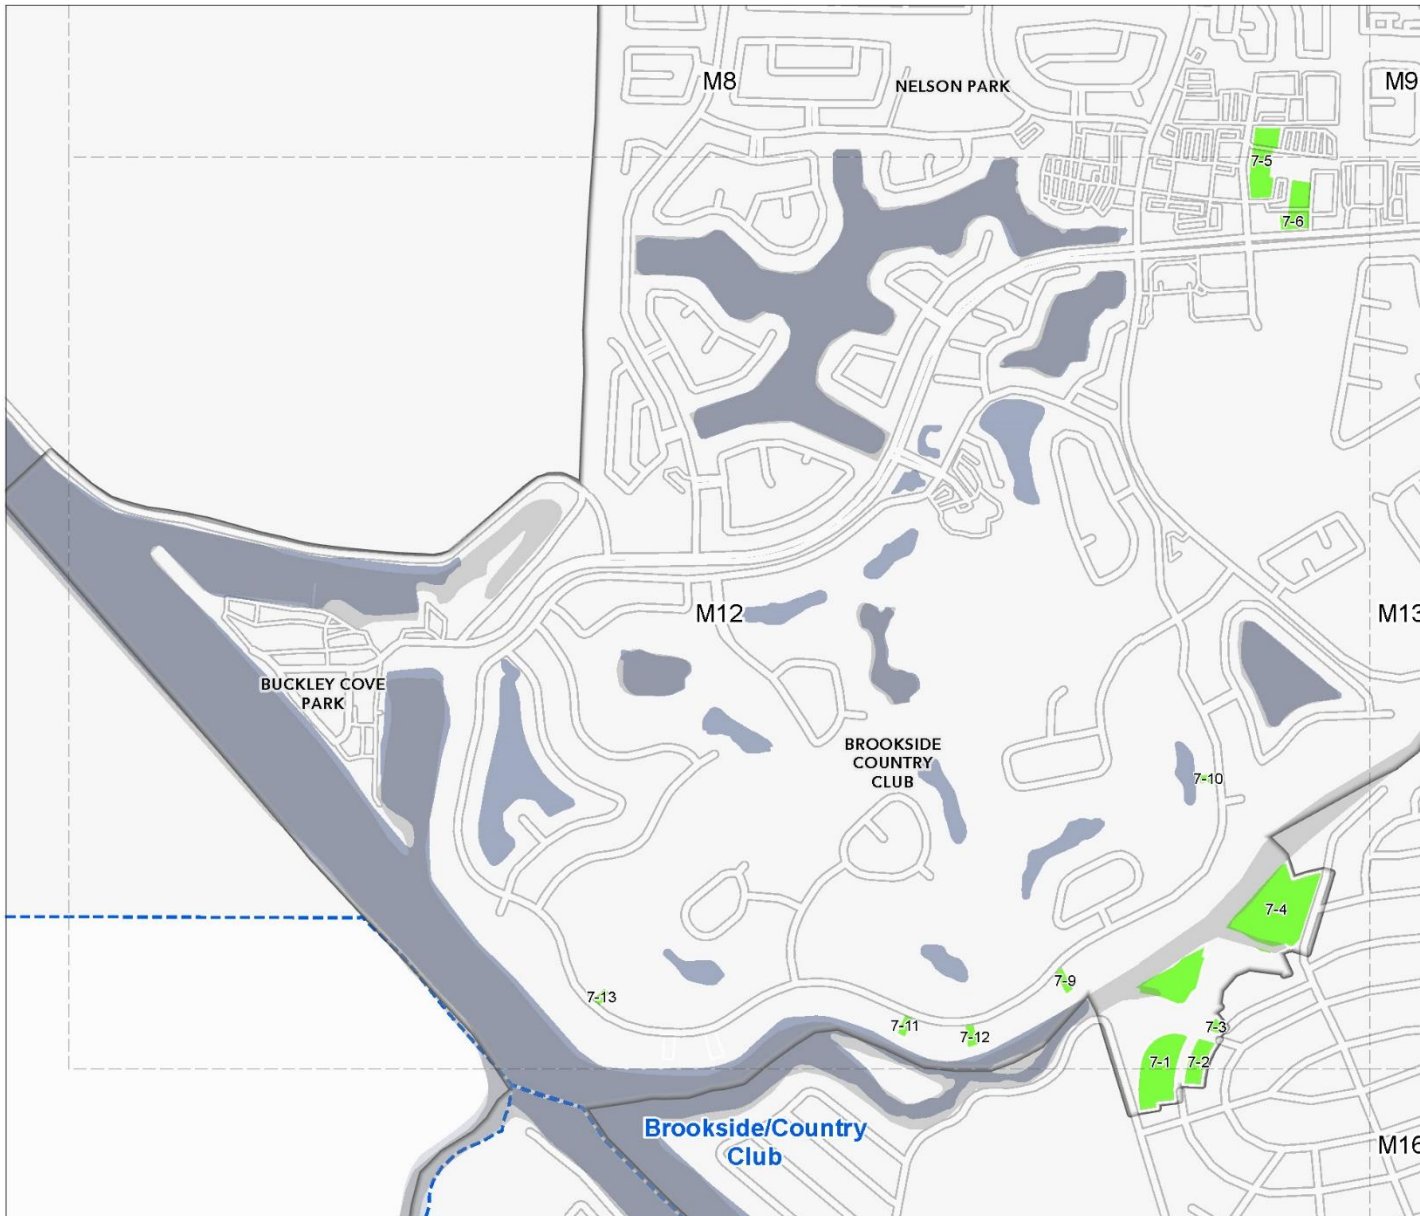 M8
NELSON PARK
M9
7-5
7-6
M12
M13
BUCKLEY COVE
PARK
BROOKSIDE
COUNTRY
CLUB
7-10
7-4
7-9
7-13
7-11
7-12
7-3
7-1
7-2
Brookside/Country
Club
M16